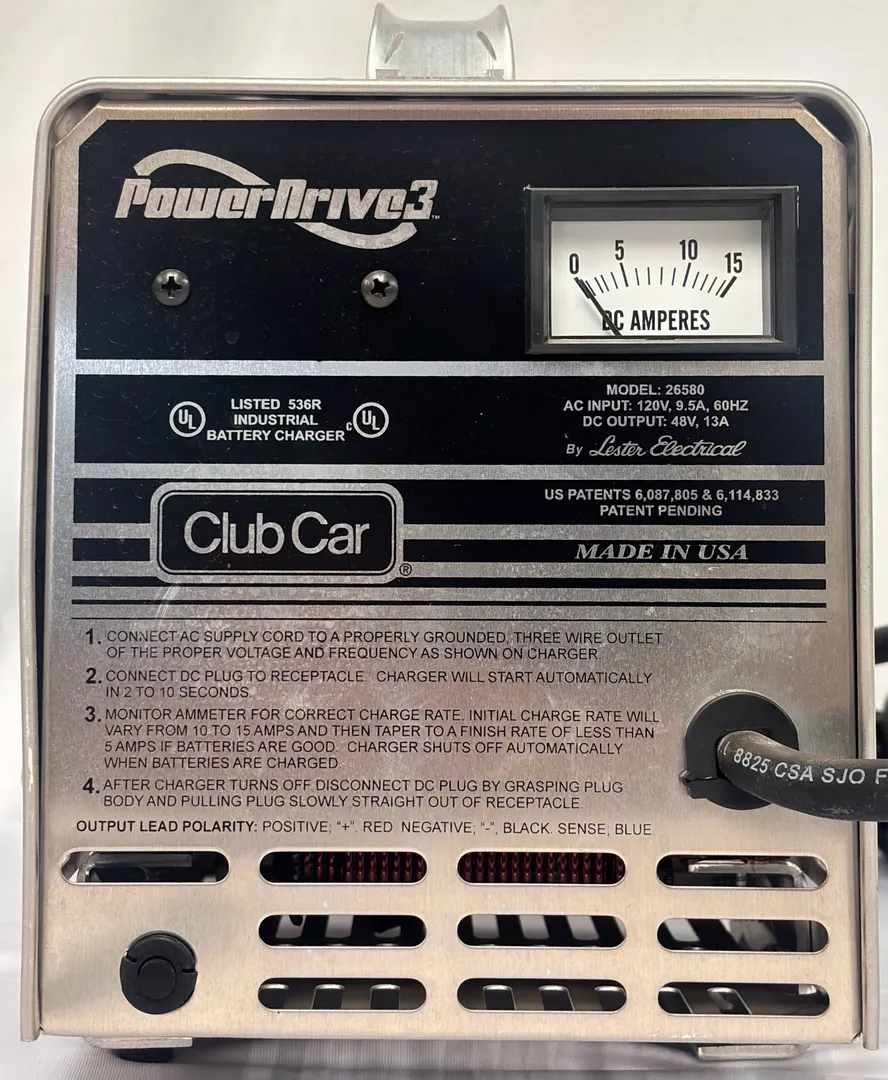 PowerDrive3™
0 5 10 15
DC AMPERES
UL LISTED 536R
INDUSTRIAL
BATTERY CHARGER c UL
MODEL: 26580
AC INPUT: 120V, 9.5A, 60HZ
DC OUTPUT: 48V, 13A
By Lester Electrical
Club Car®
US PATENTS 6,087,805 & 6,114,833
PATENT PENDING
MADE IN USA
1. CONNECT AC SUPPLY CORD TO A PROPERLY GROUNDED, THREE WIRE OUTLET
OF THE PROPER VOLTAGE AND FREQUENCY AS SHOWN ON CHARGER.
2. CONNECT DC PLUG TO RECEPTACLE. CHARGER WILL START AUTOMATICALLY
IN 2 TO 10 SECONDS.
3. MONITOR AMMETER FOR CORRECT CHARGE RATE. INITIAL CHARGE RATE WILL
VARY FROM 10 TO 15 AMPS AND THEN TAPER TO A FINISH RATE OF LESS THAN
5 AMPS IF BATTERIES ARE GOOD. CHARGER SHUTS OFF AUTOMATICALLY
WHEN BATTERIES ARE CHARGED.
4. AFTER CHARGER TURNS OFF DISCONNECT DC PLUG BY GRASPING PLUG
BODY AND PULLING PLUG SLOWLY STRAIGHT OUT OF RECEPTACLE.
OUTPUT LEAD POLARITY: POSITIVE; "+". RED NEGATIVE; "-", BLACK. SENSE; BLUE
8825 CSA SJO F